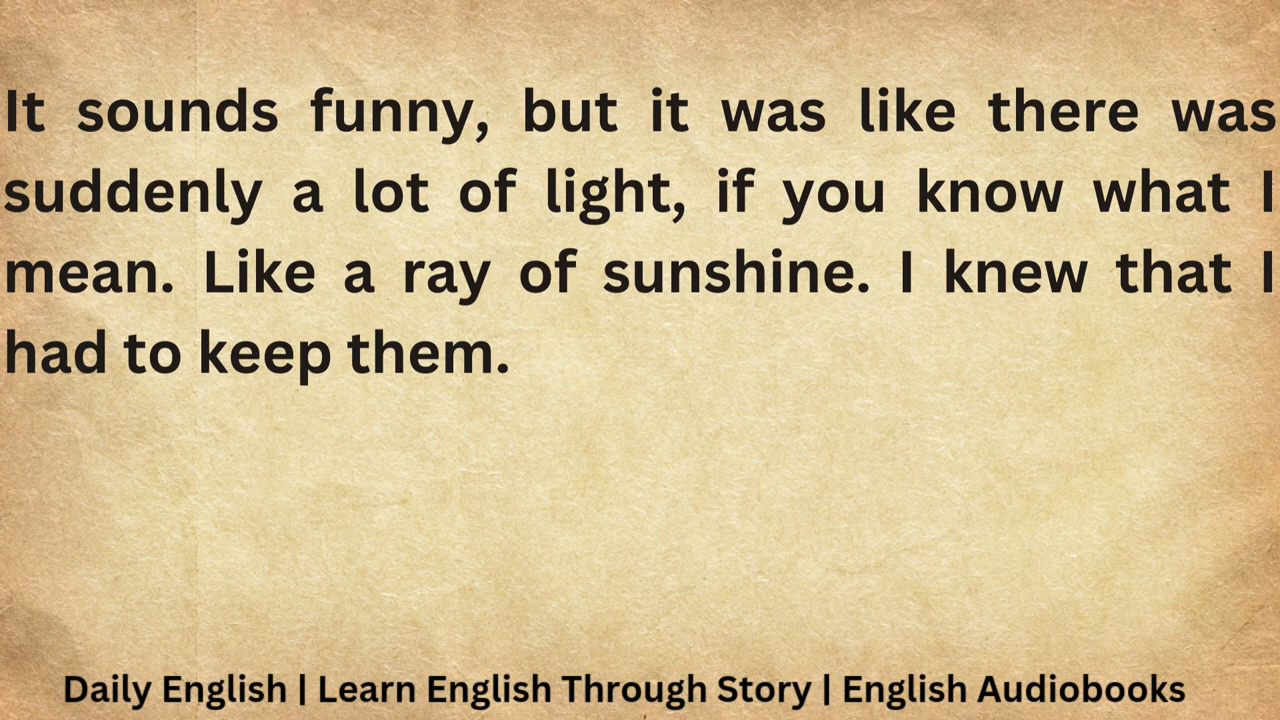 It sounds funny, but it was like there was
suddenly a lot of light, if you know what I
mean. Like a ray of sunshine. I knew that I
had to keep them.
Daily English | Learn English Through Story | English Audiobooks